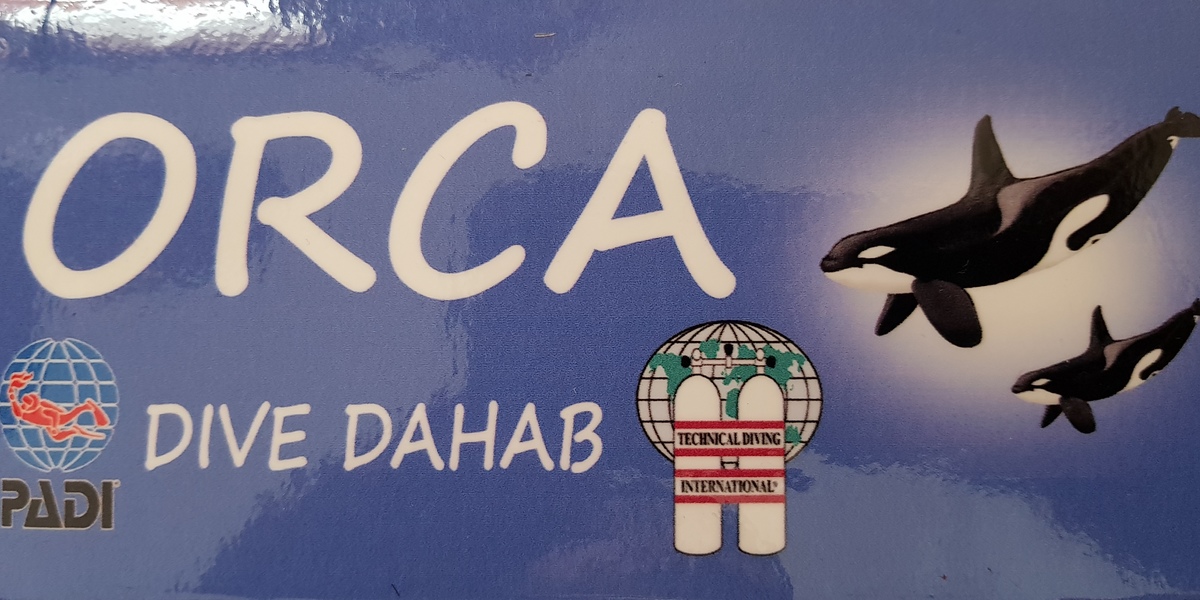 ORCA
DIVE DAHAB
PADI
TECHNICAL DIVING
INTERNATIONAL®